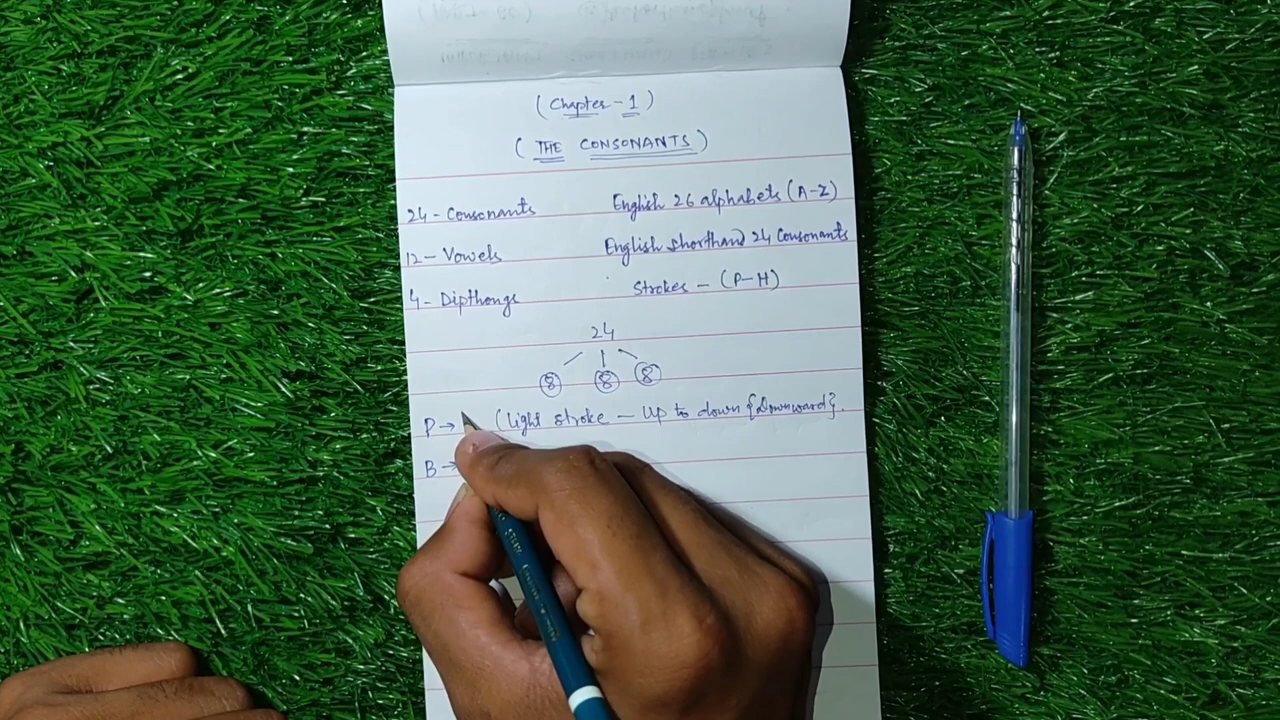 (Chapter-1)
(THE CONSONANTS)
24 - Consonants English 26 alphabets (A-Z)
12 - Vowels English shorthand 24 Consonants
4 - Dipthongs Strokes - (P-H)
24
8 8 8
P → (light stroke - Up to down {Downward}.
B →